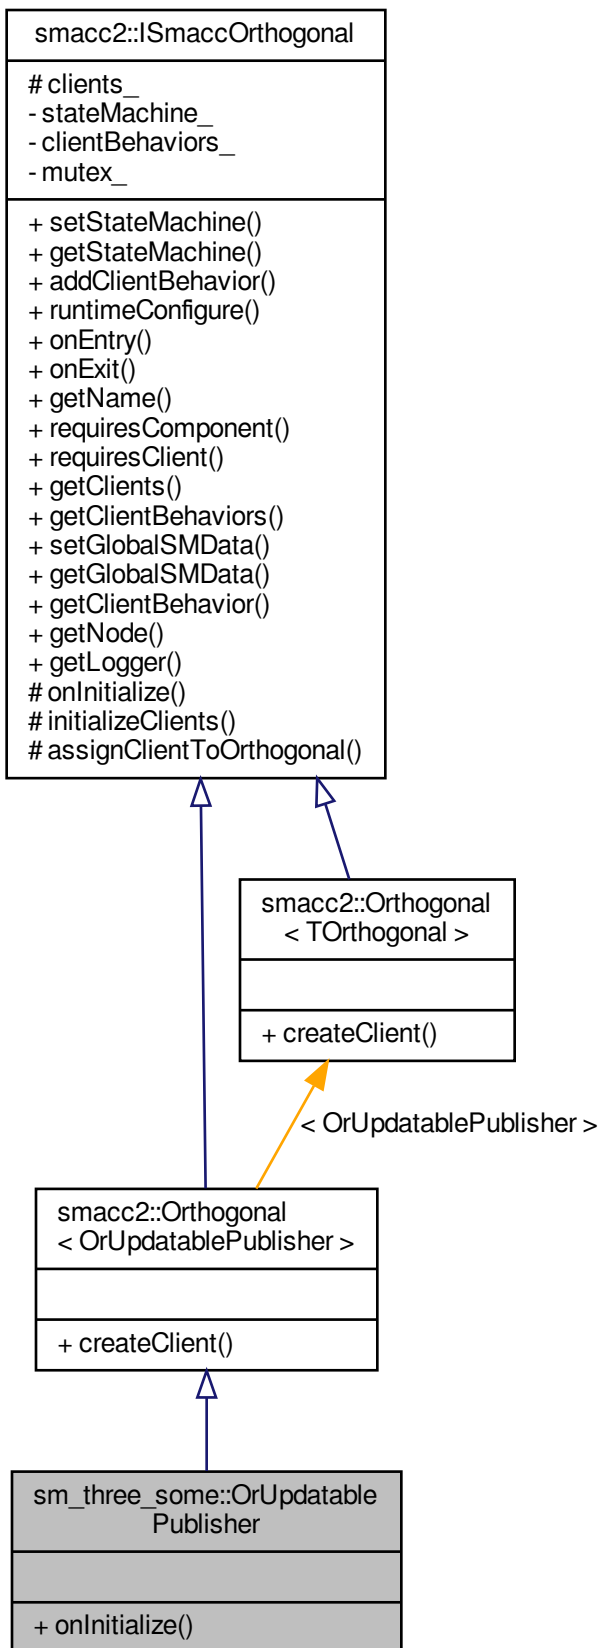 smacc2::ISmaccOrthogonal
# clients_
- stateMachine_
- clientBehaviors_
- mutex_
+ setStateMachine()
+ getStateMachine()
+ addClientBehavior()
+ runtimeConfigure()
+ onEntry()
+ onExit()
+ getName()
+ requiresComponent()
+ requiresClient()
+ getClients()
+ getClientBehaviors()
+ setGlobalSMData()
+ getGlobalSMData()
+ getClientBehavior()
+ getNode()
+ getLogger()
# onInitialize()
# initializeClients()
# assignClientToOrthogonal()
smacc2::Orthogonal
< TOrthogonal >
+ createClient()
< OrUpdatablePublisher >
smacc2::Orthogonal
< OrUpdatablePublisher >
+ createClient()
sm_three_some::OrUpdatable
Publisher
+ onInitialize()